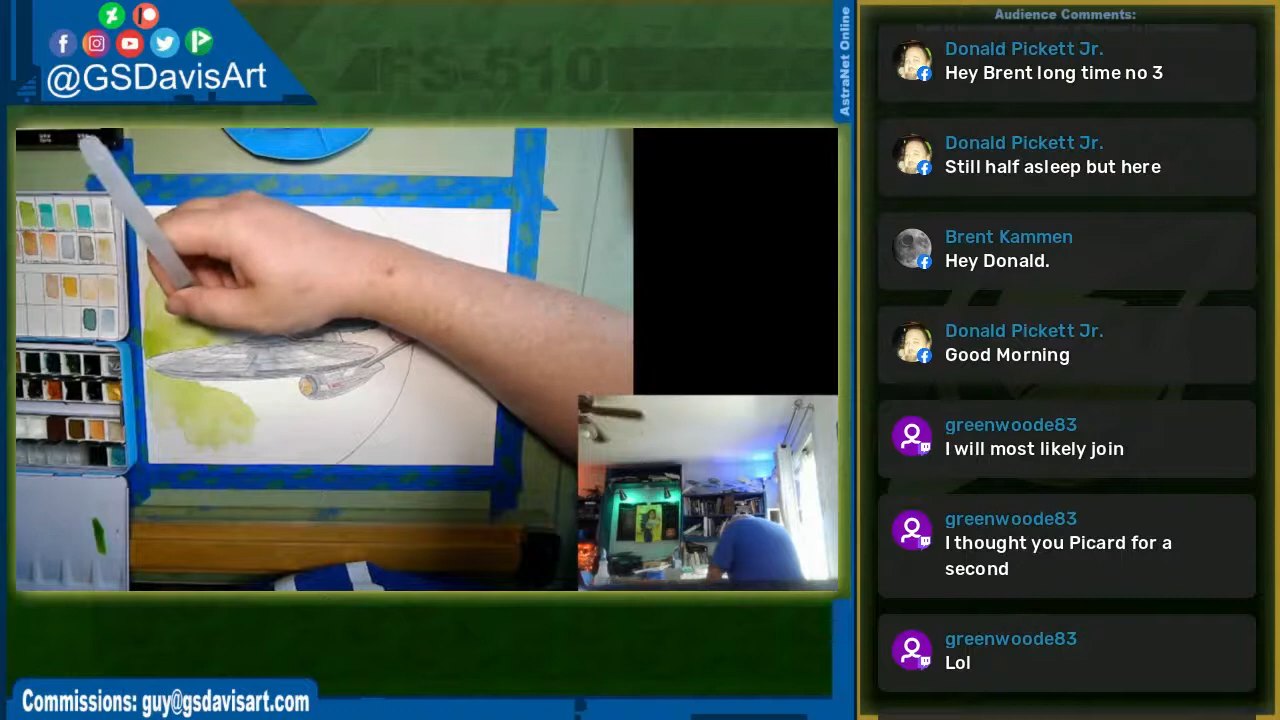 @GSDavisArt
AstraNet Online
Audience Comments:
Donald Pickett Jr.
Hey Brent long time no 3
Donald Pickett Jr.
Still half asleep but here
Brent Kammen
Hey Donald.
Donald Pickett Jr.
Good Morning
greenwoode83
I will most likely join
greenwoode83
I thought you Picard for a
second
greenwoode83
Lol
Commissions: guy@gsdavisart.com